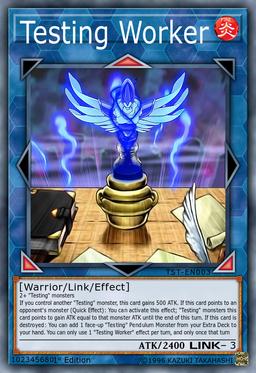 Testing Worker
炎
TST-EN003
[Warrior/Link/Effect]
2+ "Testing" monsters
If you control another "Testing" monster, this card gains 500 ATK. If this card points to an
opponent's monster [Quick Effect]: You can activate this effect; "Testing" monsters this
card points to gain ATK equal to that monster ATK until the end of this turn. If this card is
destroyed: You can add 1 face-up "Testing" Pendulum Monster from your Extra Deck to
your Hand. You can only use 1 "Testing Worker" effect per turn, and only once that turn
ATK/2400 LINK- 3
1023456801st Edition ©1996 KAZUKI TAKAHASHI